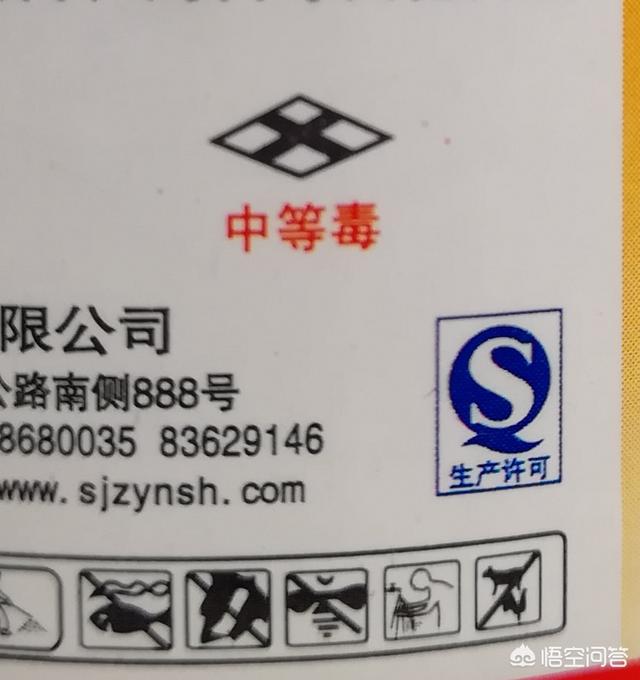 中等毒
限公司
公路南侧888号
8680035 83629146
www.sjzynsh.com
S
生产许可
悟空问答